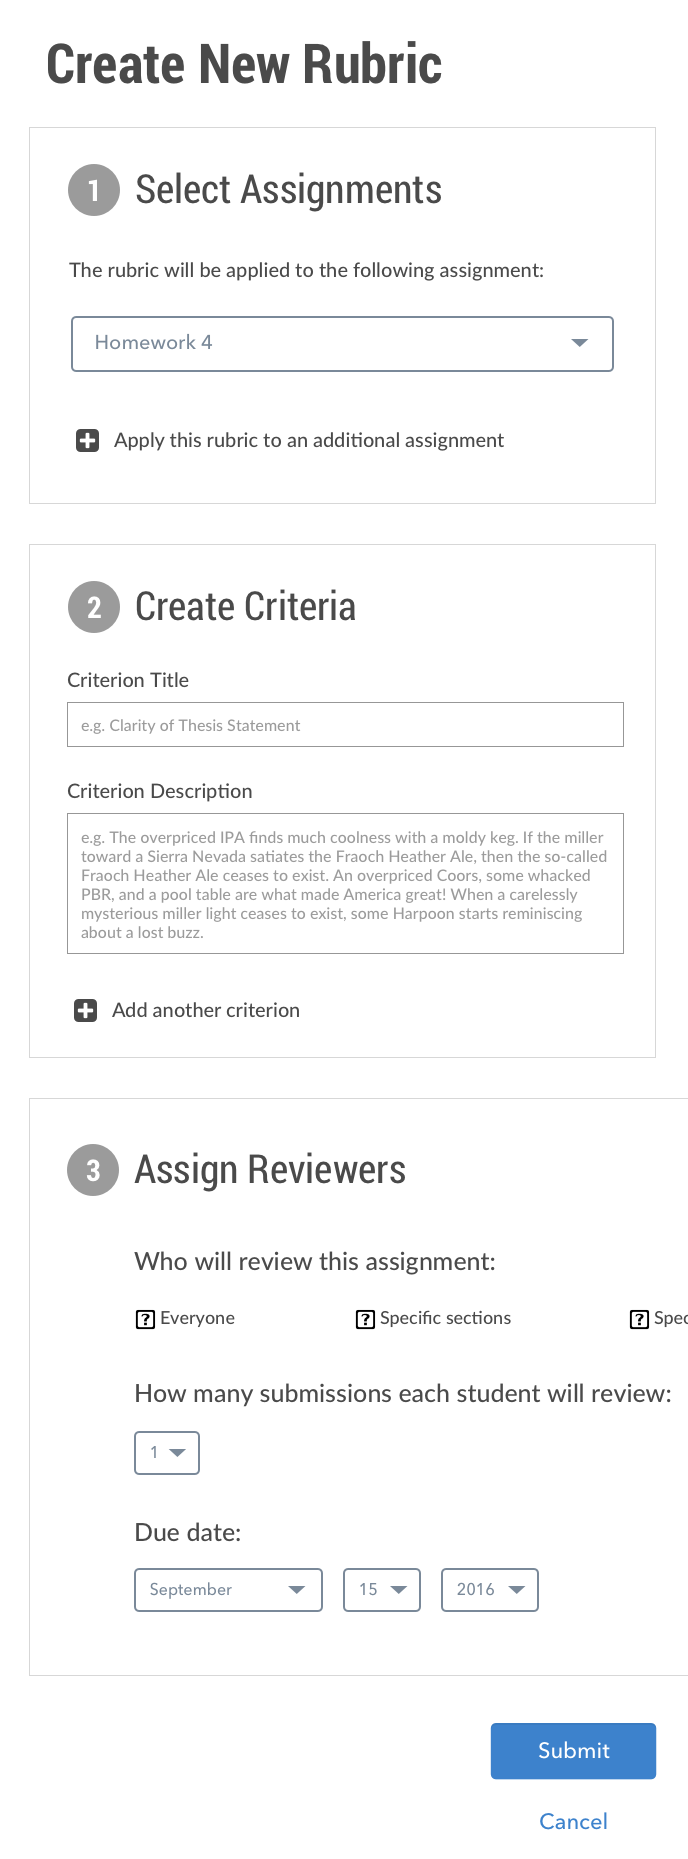 Create New Rubric
1 Select Assignments
The rubric will be applied to the following assignment:
Homework 4
Apply this rubric to an additional assignment
2 Create Criteria
Criterion Title
e.g. Clarity of Thesis Statement
Criterion Description
e.g. The overpriced IPA finds much coolness with a moldy keg. If the miller
toward a Sierra Nevada satiates the Fraoch Heather Ale, then the so-called
Fraoch Heather Ale ceases to exist. An overpriced Coors, some whacked
PBR, and a pool table are what made America great! When a carelessly
mysterious miller light ceases to exist, some Harpoon starts reminiscing
about a lost buzz.
Add another criterion
3 Assign Reviewers
Who will review this assignment:
? Everyone ? Specific sections ? Spec
How many submissions each student will review:
1
Due date:
September 15 2016
Submit
Cancel